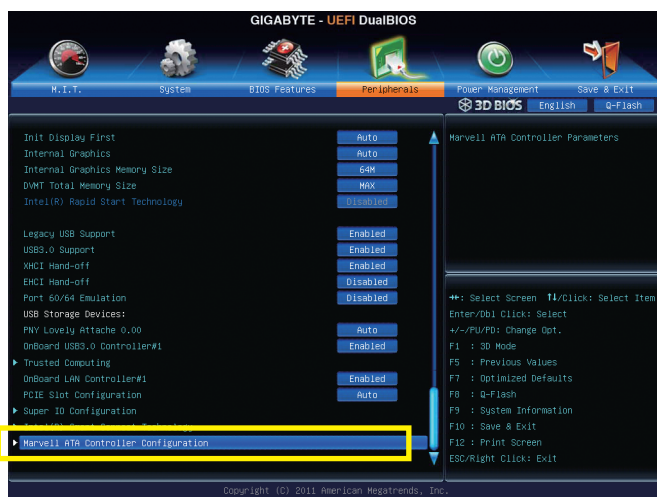 GIGABYTE - UEFI DualBIOS
M.I.T. System BIOS Features Peripherals Power Management Save & Exit
3D BIOS English Q-Flash
Init Display First Auto
Internal Graphics Auto
Internal Graphics Memory Size 64M
DVMT Total Memory Size MAX
Intel(R) Rapid Start Technology Disabled
Legacy USB Support Enabled
USB3.0 Support Enabled
XHCI Hand-off Enabled
EHCI Hand-off Disabled
Port 60/64 Emulation Disabled
USB Storage Devices:
PNY Lovely Attache 0.00 Auto
OnBoard USB3.0 Controller#1 Enabled
Trusted Computing
OnBoard LAN Controller#1 Enabled
PCIE Slot Configuration Auto
Super IO Configuration
Intel(R) Smart Connect Technology
Marvell ATA Controller Configuration
Marvell ATA Controller Parameters
→←: Select Screen ↑↓/Click: Select Item
Enter/Dbl Click: Select
+/-/PU/PD: Change Opt.
F1 : 3D Mode
F5 : Previous Values
F7 : Optimized Defaults
F8 : Q-Flash
F9 : System Information
F10 : Save & Exit
F12 : Print Screen
ESC/Right Click: Exit
Copyright (C) 2011 American Megatrends, Inc.